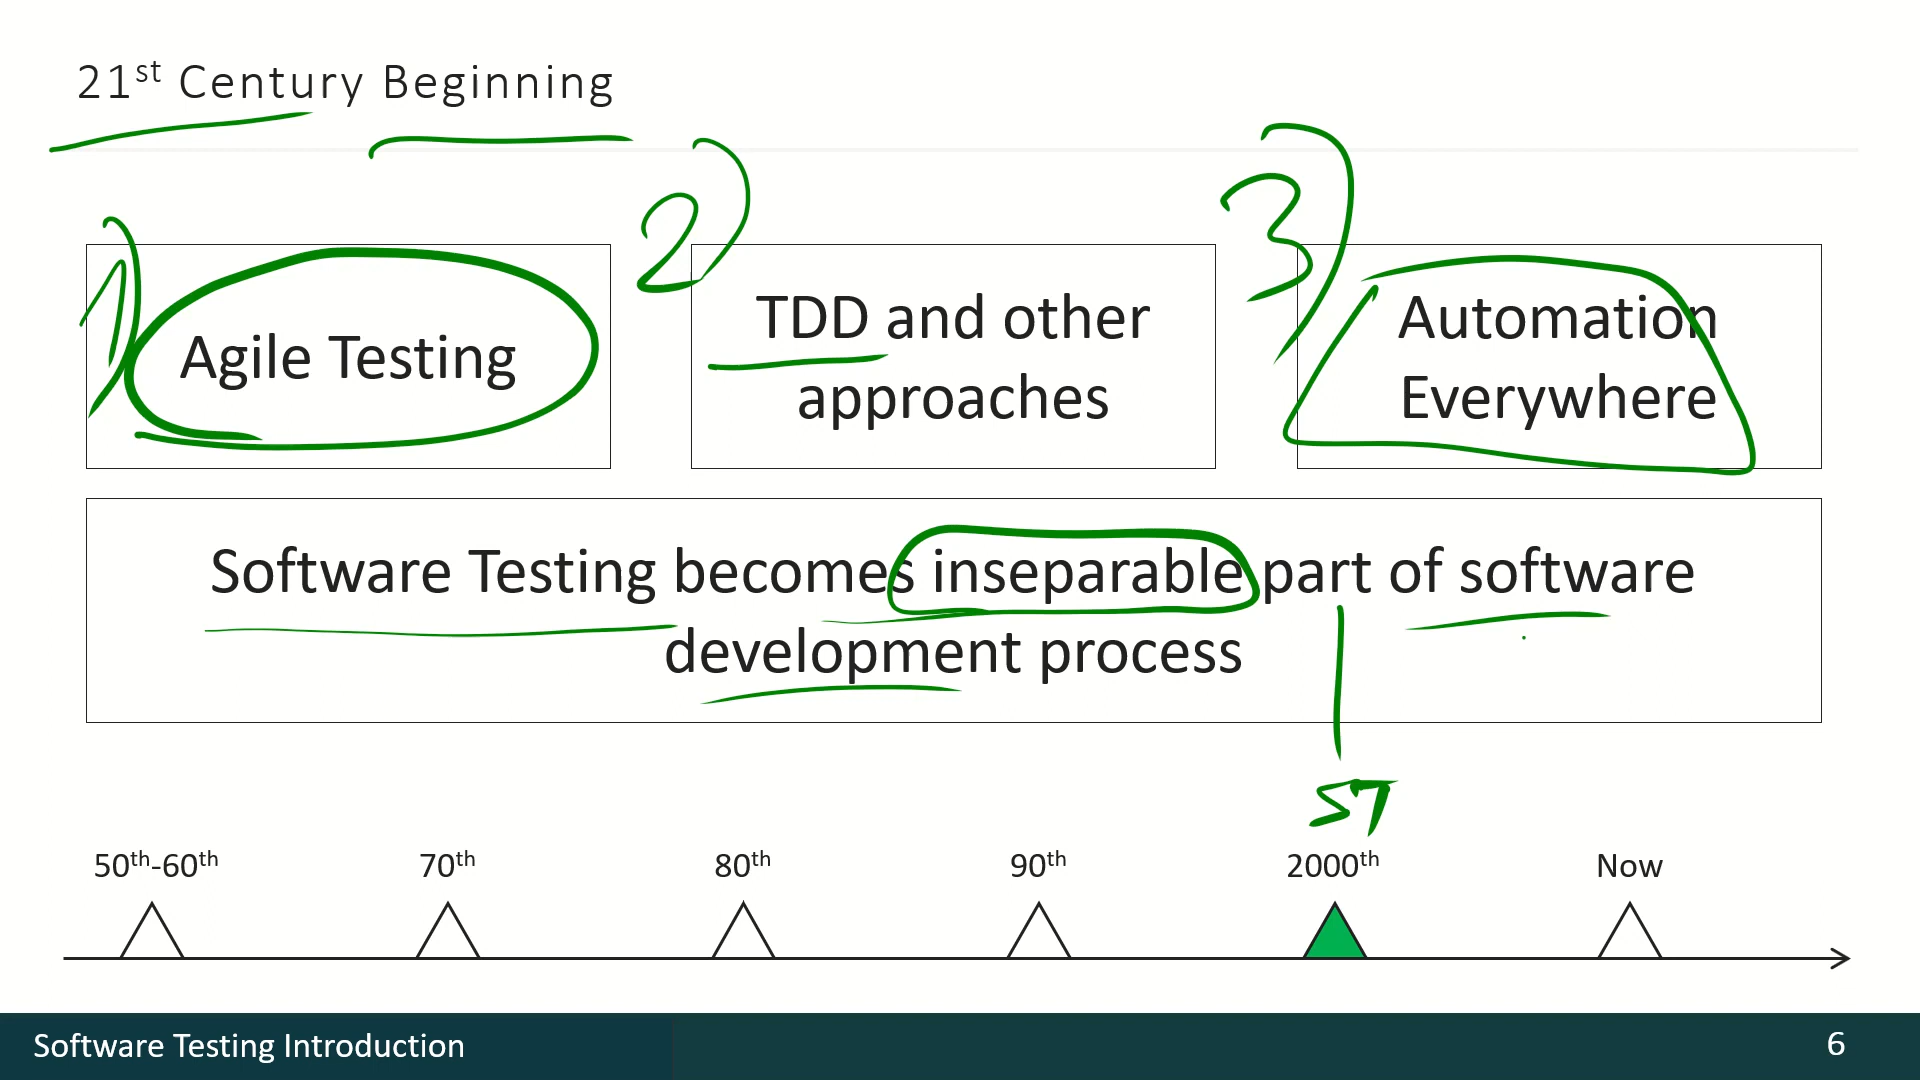 21st Century Beginning
1)
2)
3)
Agile Testing
TDD and other
approaches
Automation
Everywhere
Software Testing becomes inseparable part of software
development process
ST
50th-60th
70th
80th
90th
2000th
Now
Software Testing Introduction
6